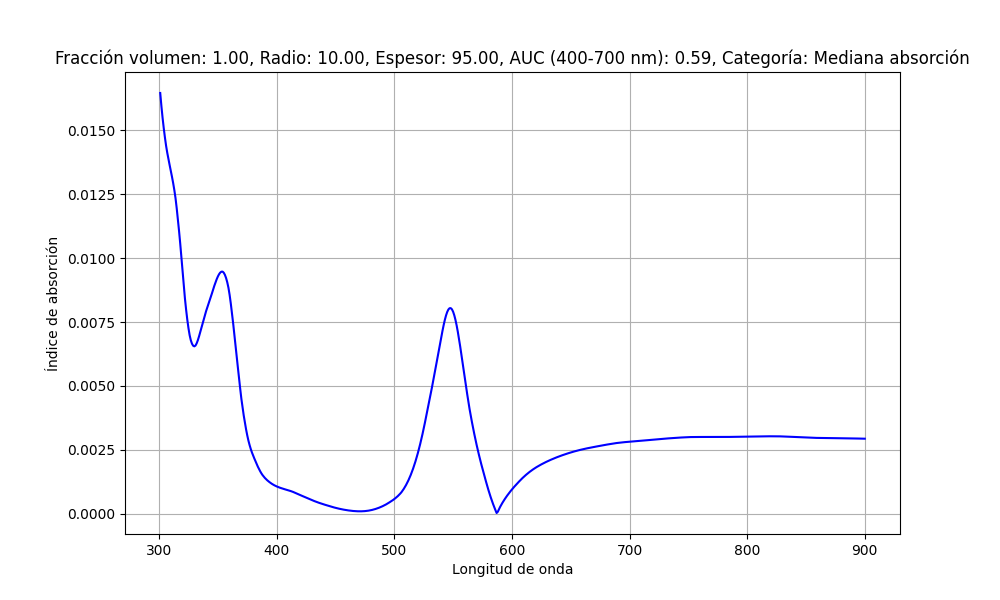 Fracción volumen: 1.00, Radio: 10.00, Espesor: 95.00, AUC (400-700 nm): 0.59, Categoría: Mediana absorción
0.0150
0.0125
0.0100
0.0075
0.0050
0.0025
0.0000
Índice de absorción
300 400 500 600 700 800 900
Longitud de onda